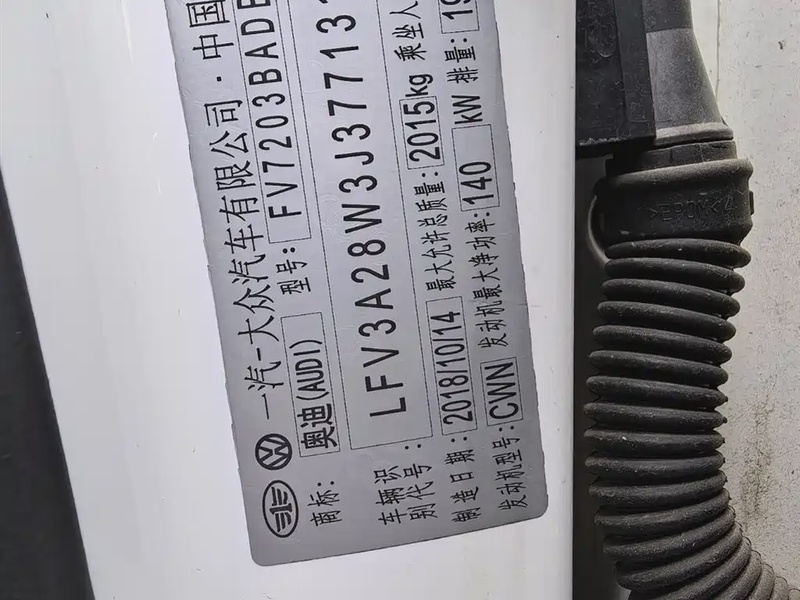 一汽-大众汽车有限公司·中国
商标: 奥迪(AUDI) 型号: FV7203BADB
车辆识别代号: LFV3A28W3J37713
制造日期: 2018/10/14 最大允许总质量: 2015kg 乘坐人
发动机型号: CWN 发动机最大净功率: 140 kW 排量: 19